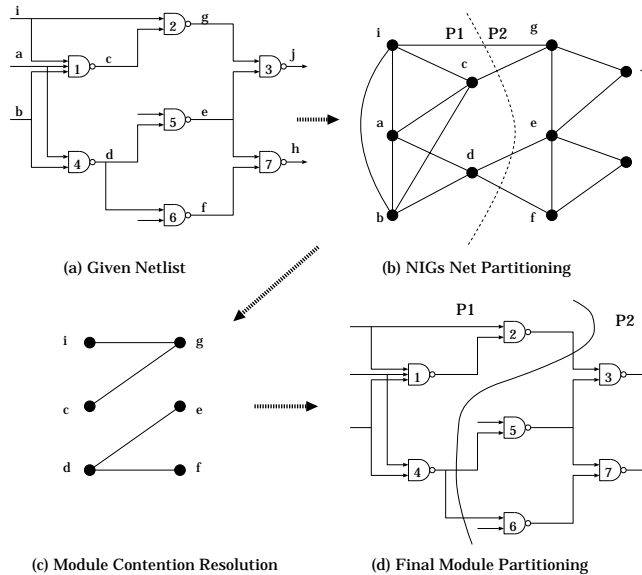 i
a
b
c
d
g
e
f
j
h
1
2
3
4
5
6
7
(a) Given Netlist
P1 P2
i
g
c
a
e
d
b
f
(b) NIGs Net Partitioning
i
g
c
e
d
f
(c) Module Contention Resolution
P1
P2
2
1
3
5
4
7
6
(d) Final Module Partitioning